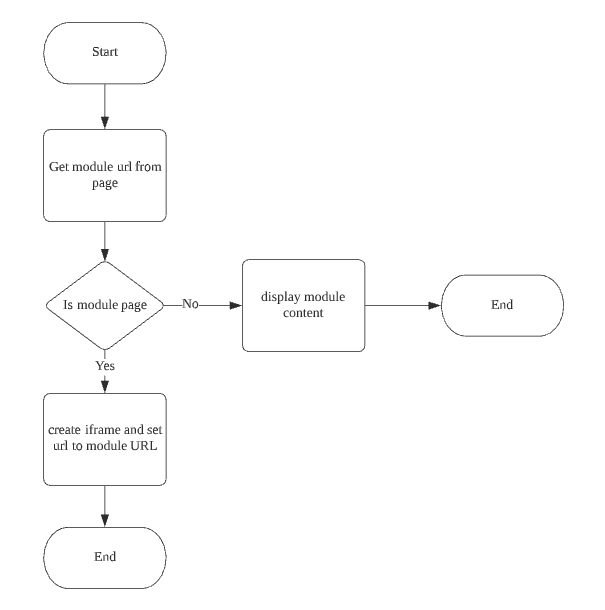 Start
Get module url from
page
Is module page
No
display module
content
End
Yes
create iframe and set
url to module URL
End